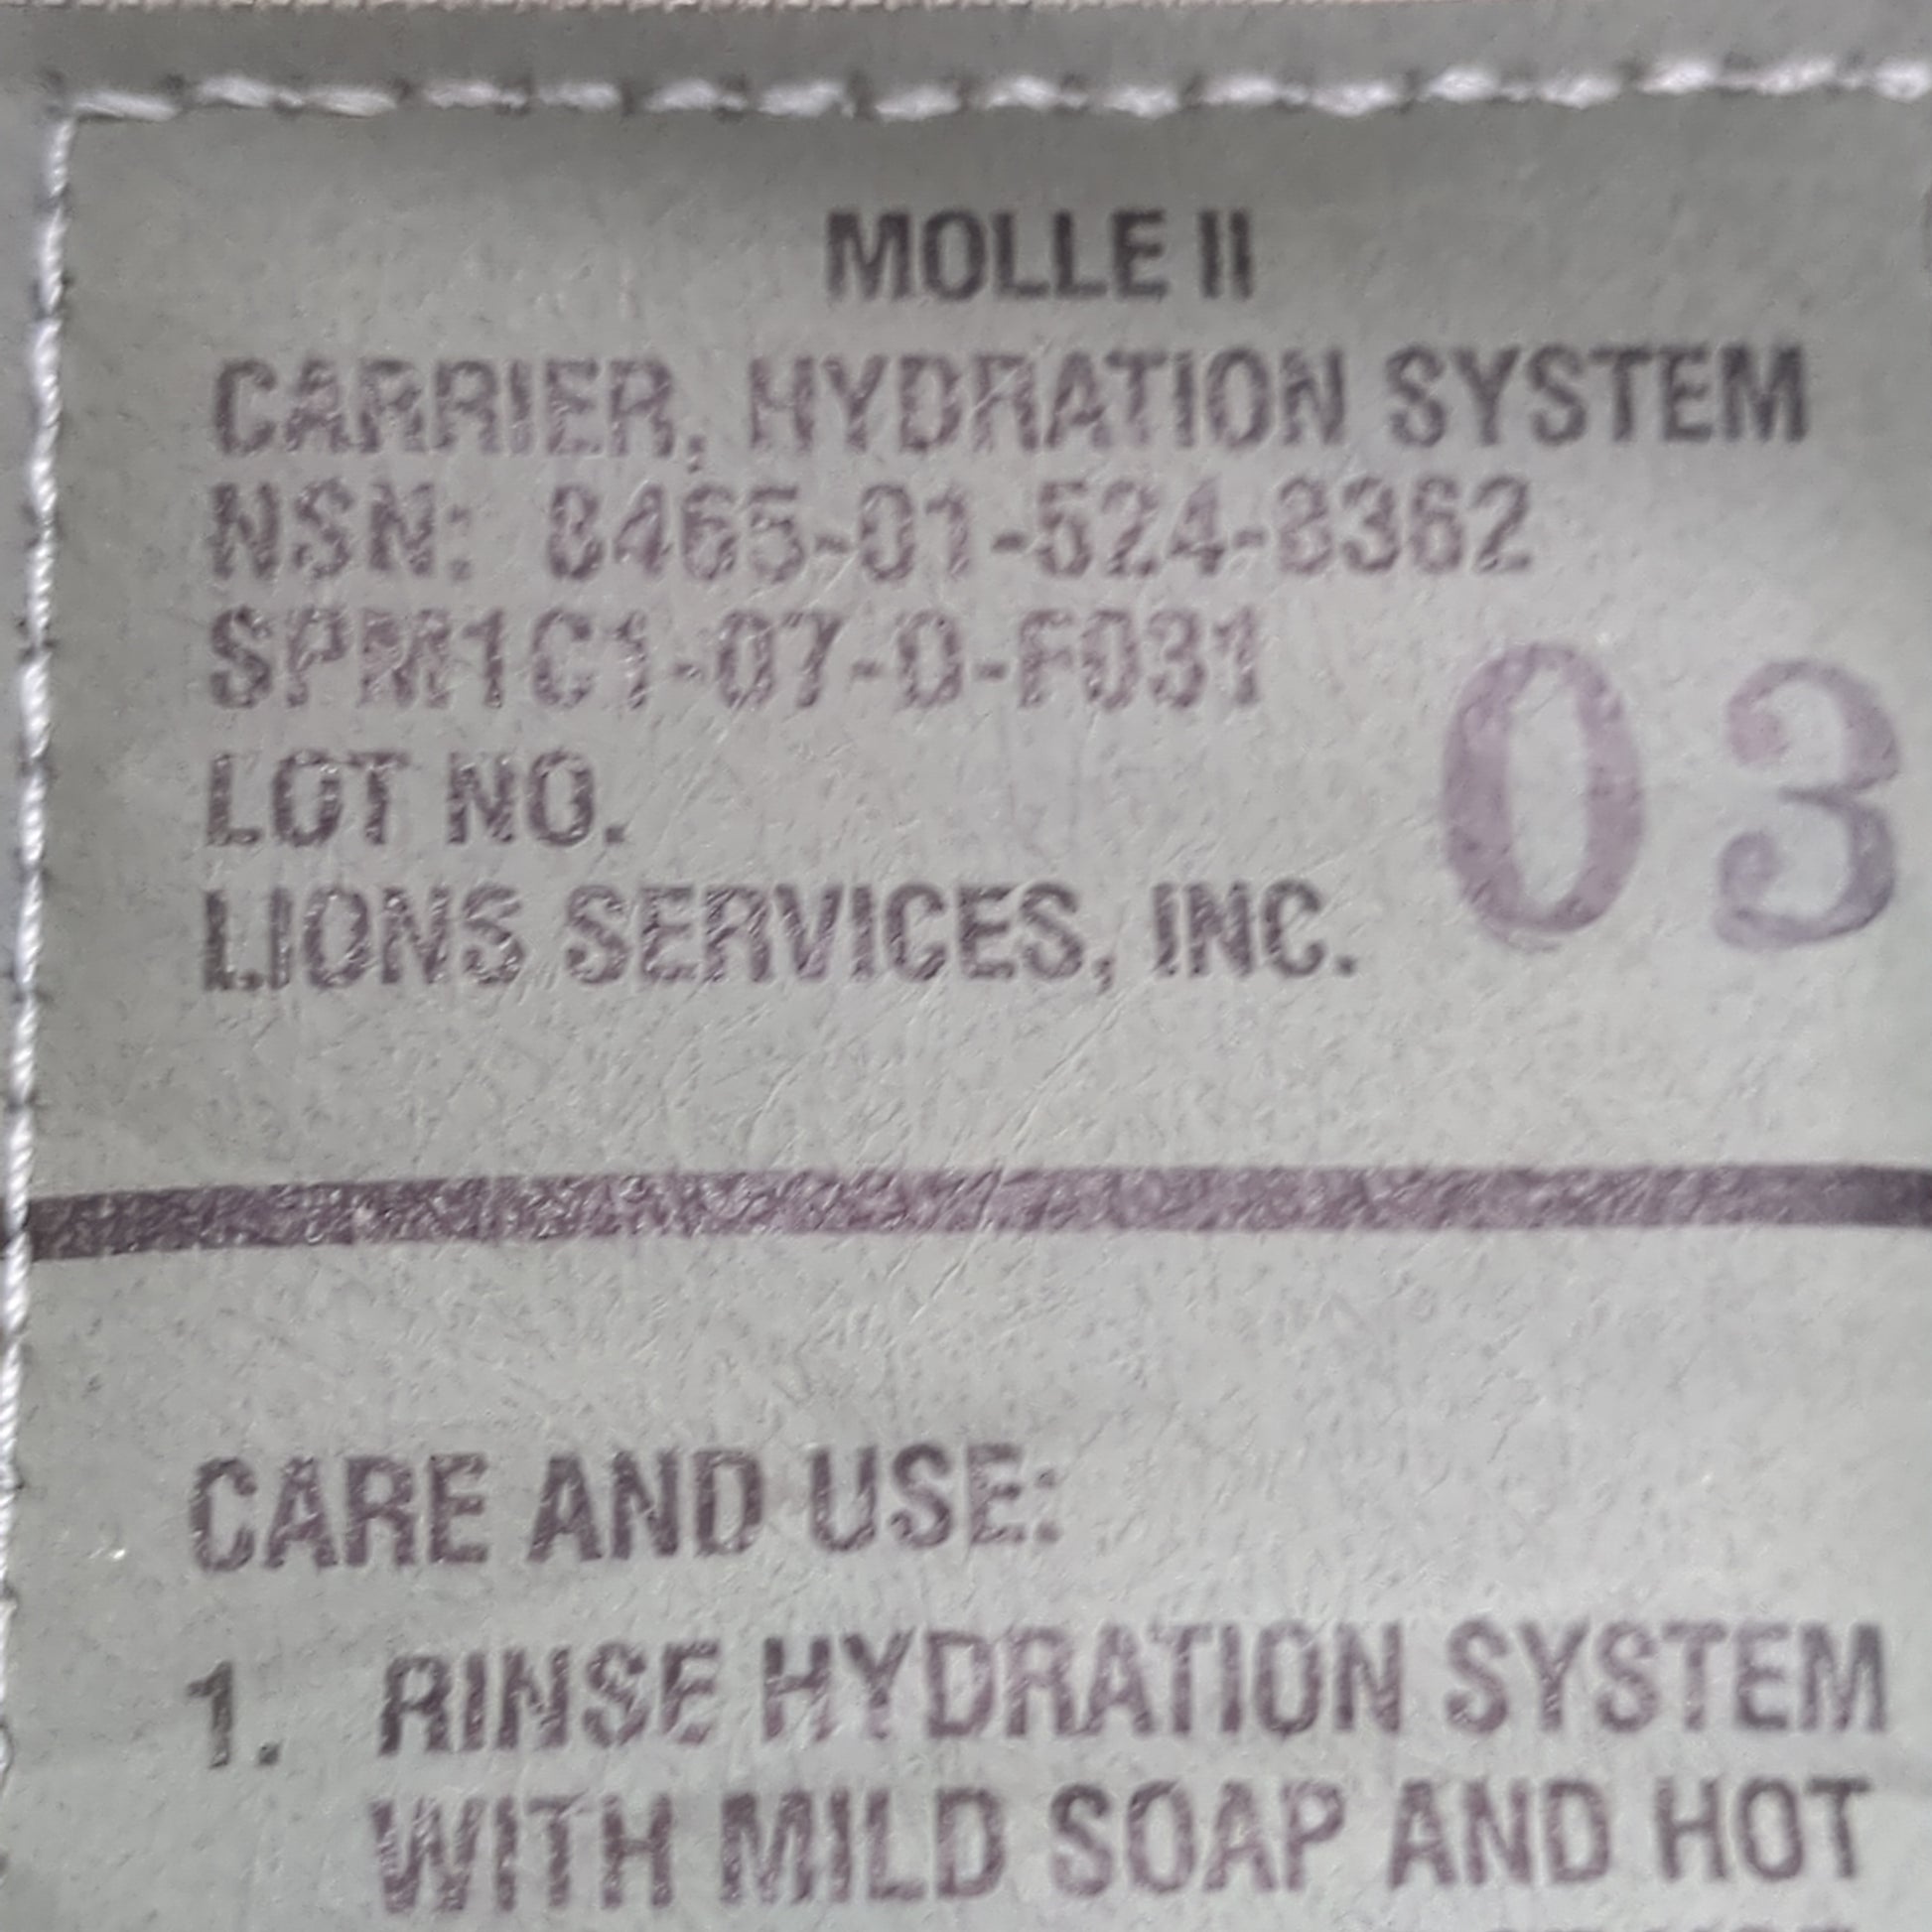 MOLLE II
CARRIER, HYDRATION SYSTEM
NSN: 8465-01-524-8362
SPM1C1-07-D-F031
LOT NO.
03
LIONS SERVICES, INC.
CARE AND USE:
1. RINSE HYDRATION SYSTEM
WITH MILD SOAP AND HOT